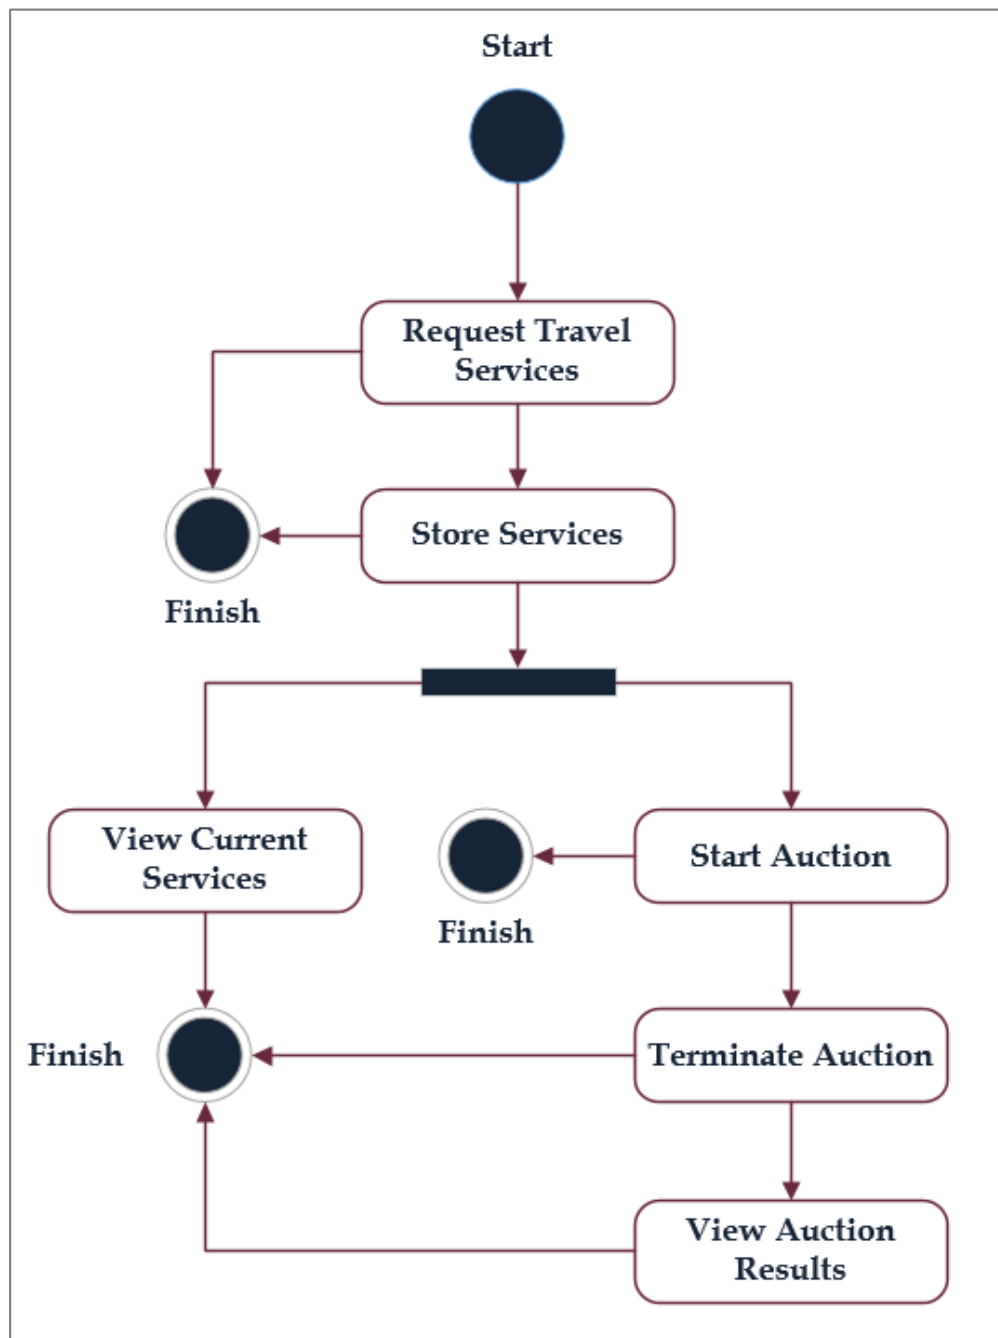 Start
Request Travel
Services
Store Services
Finish
View Current
Services
Start Auction
Finish
Finish
Terminate Auction
View Auction
Results